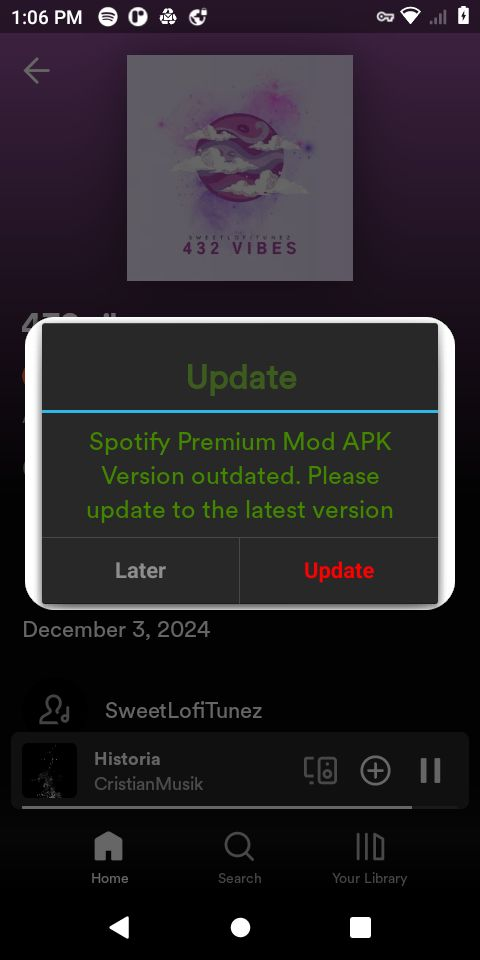 1:06 PM
SWEETLOFITUNEZ
432 VIBES
Update
Spotify Premium Mod APK
Version outdated. Please
update to the latest version
Later
Update
December 3, 2024
SweetLofiTunez
Historia
CristianMusik
Home
Search
Your Library